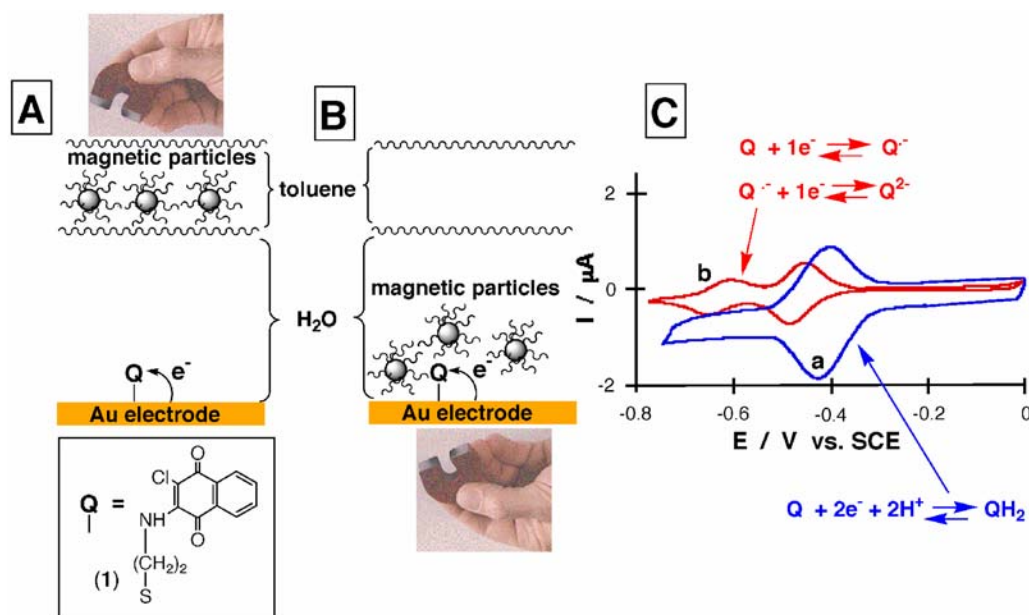 A
magnetic particles
toluene
H₂O
Q
e⁻
Au electrode
Q =
Cl
O
O
NH
(CH₂)₂
S
(1)
B
magnetic particles
Q
e⁻
Au electrode
C
Q + 1e⁻ ⇌ Q·⁻
Q·⁻ + 1e⁻ ⇌ Q²⁻
I / µA
2
0
-2
b
a
-0.8
-0.6
-0.4
-0.2
0
E / V vs. SCE
Q + 2e⁻ + 2H⁺ ⇌ QH₂